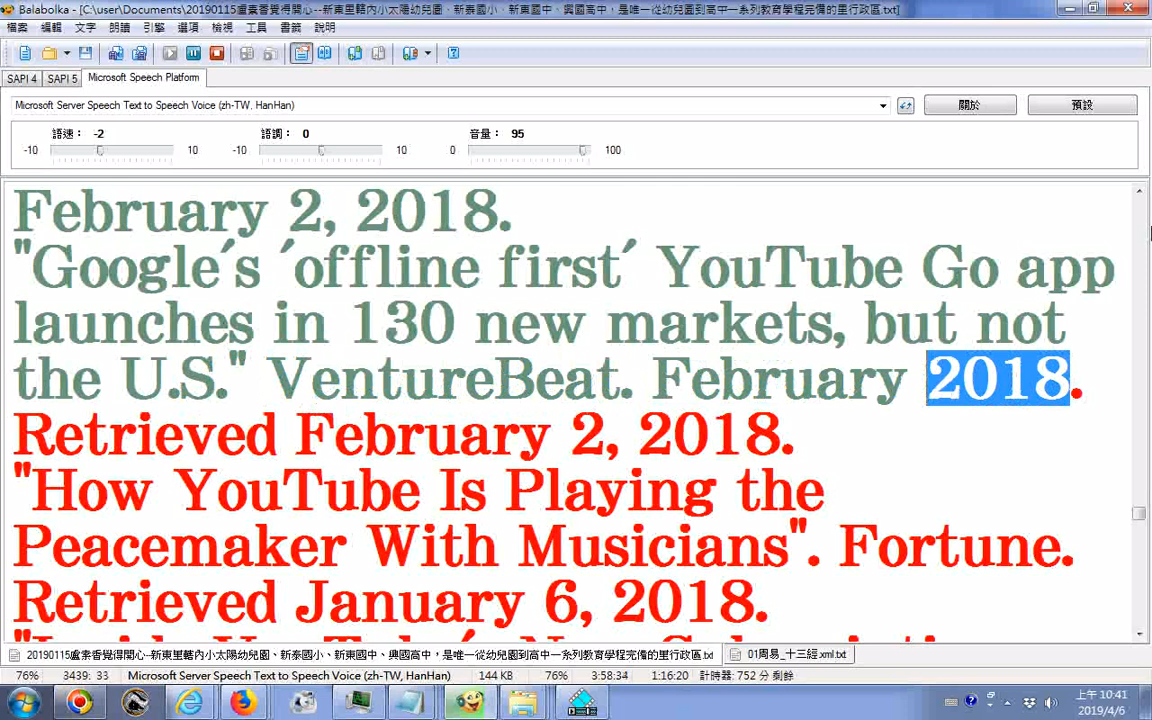 Balabolka - [C:\user\Documents\20190115盧素香覺得開心--新東里轄內小太陽幼兒園、新泰國小、新東國中、興國高中，是唯一從幼兒園到高中一系列教育學程完備的里行政區.txt]
檔案 編輯 文字 朗讀 引擎 選項 檢視 工具 書籤 說明
SAPI 4 SAPI 5 Microsoft Speech Platform
Microsoft Server Speech Text to Speech Voice (zh-TW, HanHan) 關於 預設
語速： -2 語調： 0 音量： 95
-10 10 -10 10 0 100
February 2, 2018.
"Google´s ´offline first´ YouTube Go app
launches in 130 new markets, but not
the U.S." VentureBeat. February 2018.
Retrieved February 2, 2018.
"How YouTube Is Playing the
Peacemaker With Musicians". Fortune.
Retrieved January 6, 2018.
20190115盧素香覺得開心--新東里轄內小太陽幼兒園、新泰國小、新東國中、興國高中，是唯一從幼兒園到高中一系列教育學程完備的里行政區.txt 01周易_十三經.xml.txt
76% 3439: 33 Microsoft Server Speech Text to Speech Voice (zh-TW, HanHan) 144 KB 76% 3:58:34 1:16:20 計時器: 752 分 剩餘
上午 10:41
2019/4/6